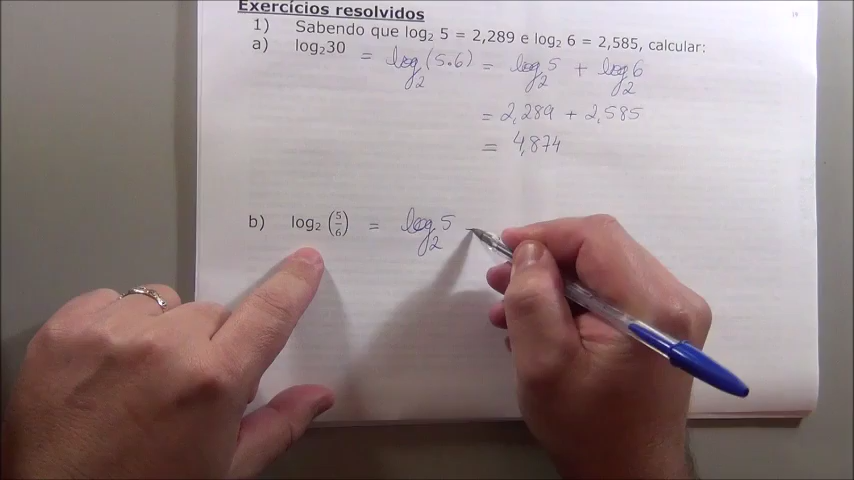 Exercícios resolvidos
1) Sabendo que log₂ 5 = 2,289 e log₂ 6 = 2,585, calcular:
a) log₂30 = log₂(5.6) = log₂5 + log₂6
= 2,289 + 2,585
= 4,874
b) log₂ (5/6) = log₂5 -